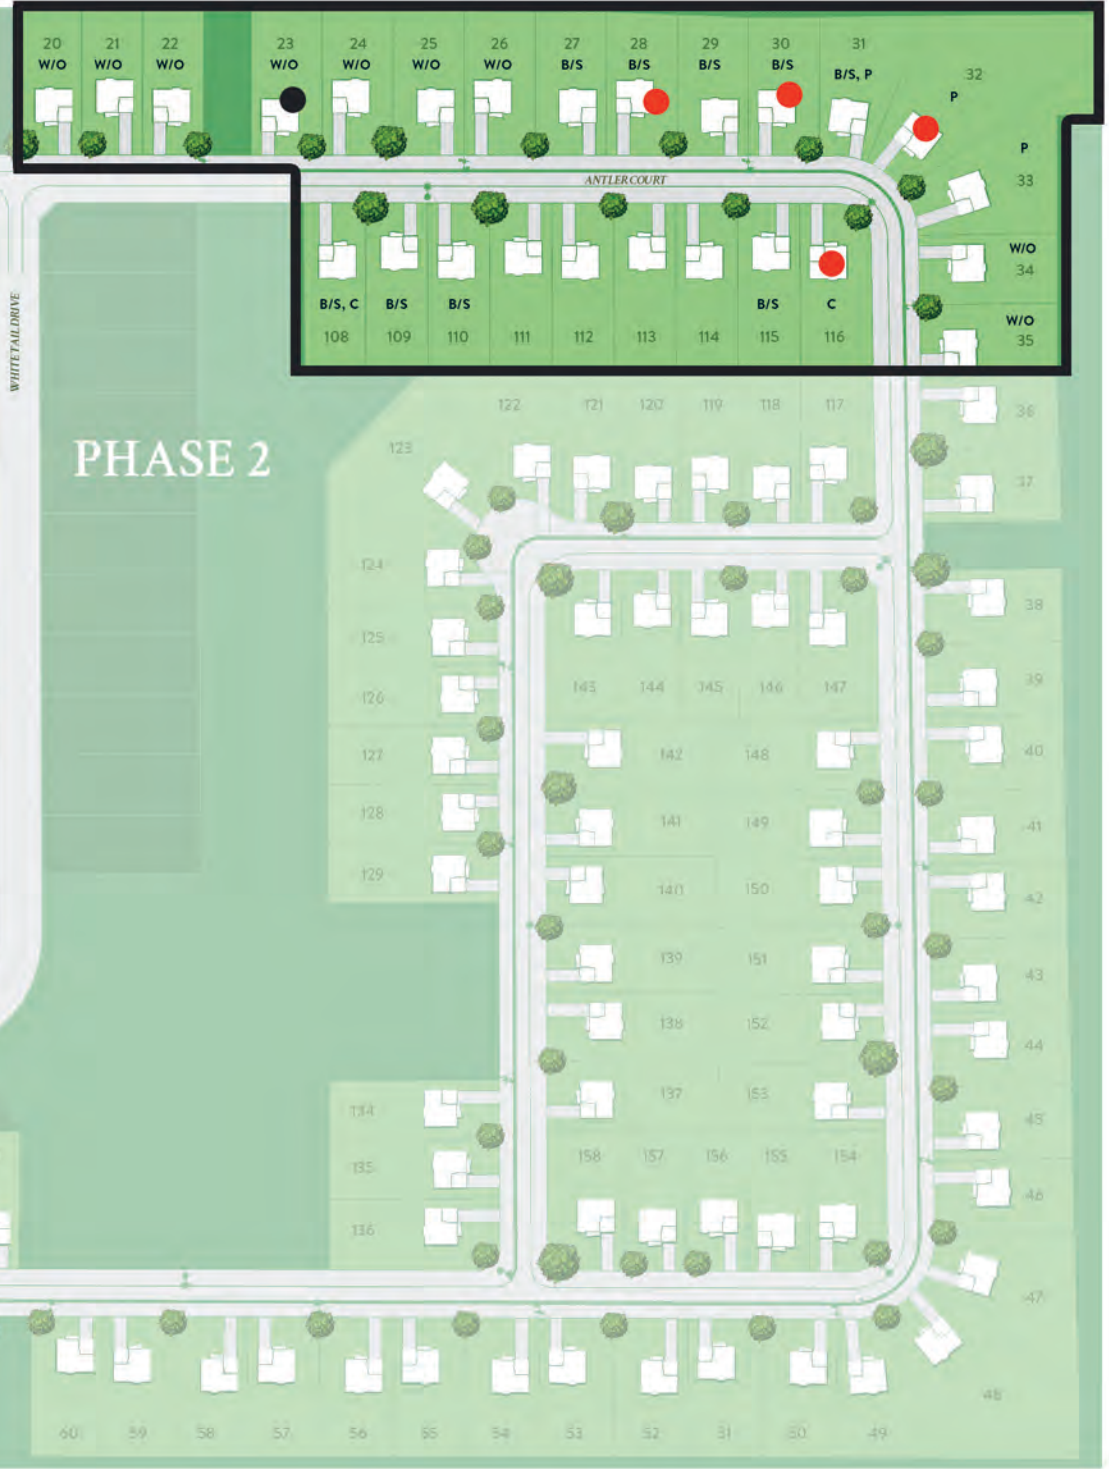 20 21 22 23 24 25 26 27 28 29 30 31
W/O W/O W/O W/O W/O W/O W/O B/S B/S B/S B/S B/S, P
32
P
P
33
ANTLER COURT
W/O
34
W/O
35
B/S, C B/S B/S B/S C
108 109 110 111 112 113 114 115 116
WHITETAIL DRIVE
122 121 120 119 118 117
36
123
PHASE 2
37
124
38
125
143 144 145 146 147
39
126
127
142 148
40
128
141 149
41
129
140 150
42
139 151
43
138 152
44
137 153
134
45
158 157 156 155 154
135
46
136
47
48
60 59 58 57 56 55 54 53 52 51 50 49